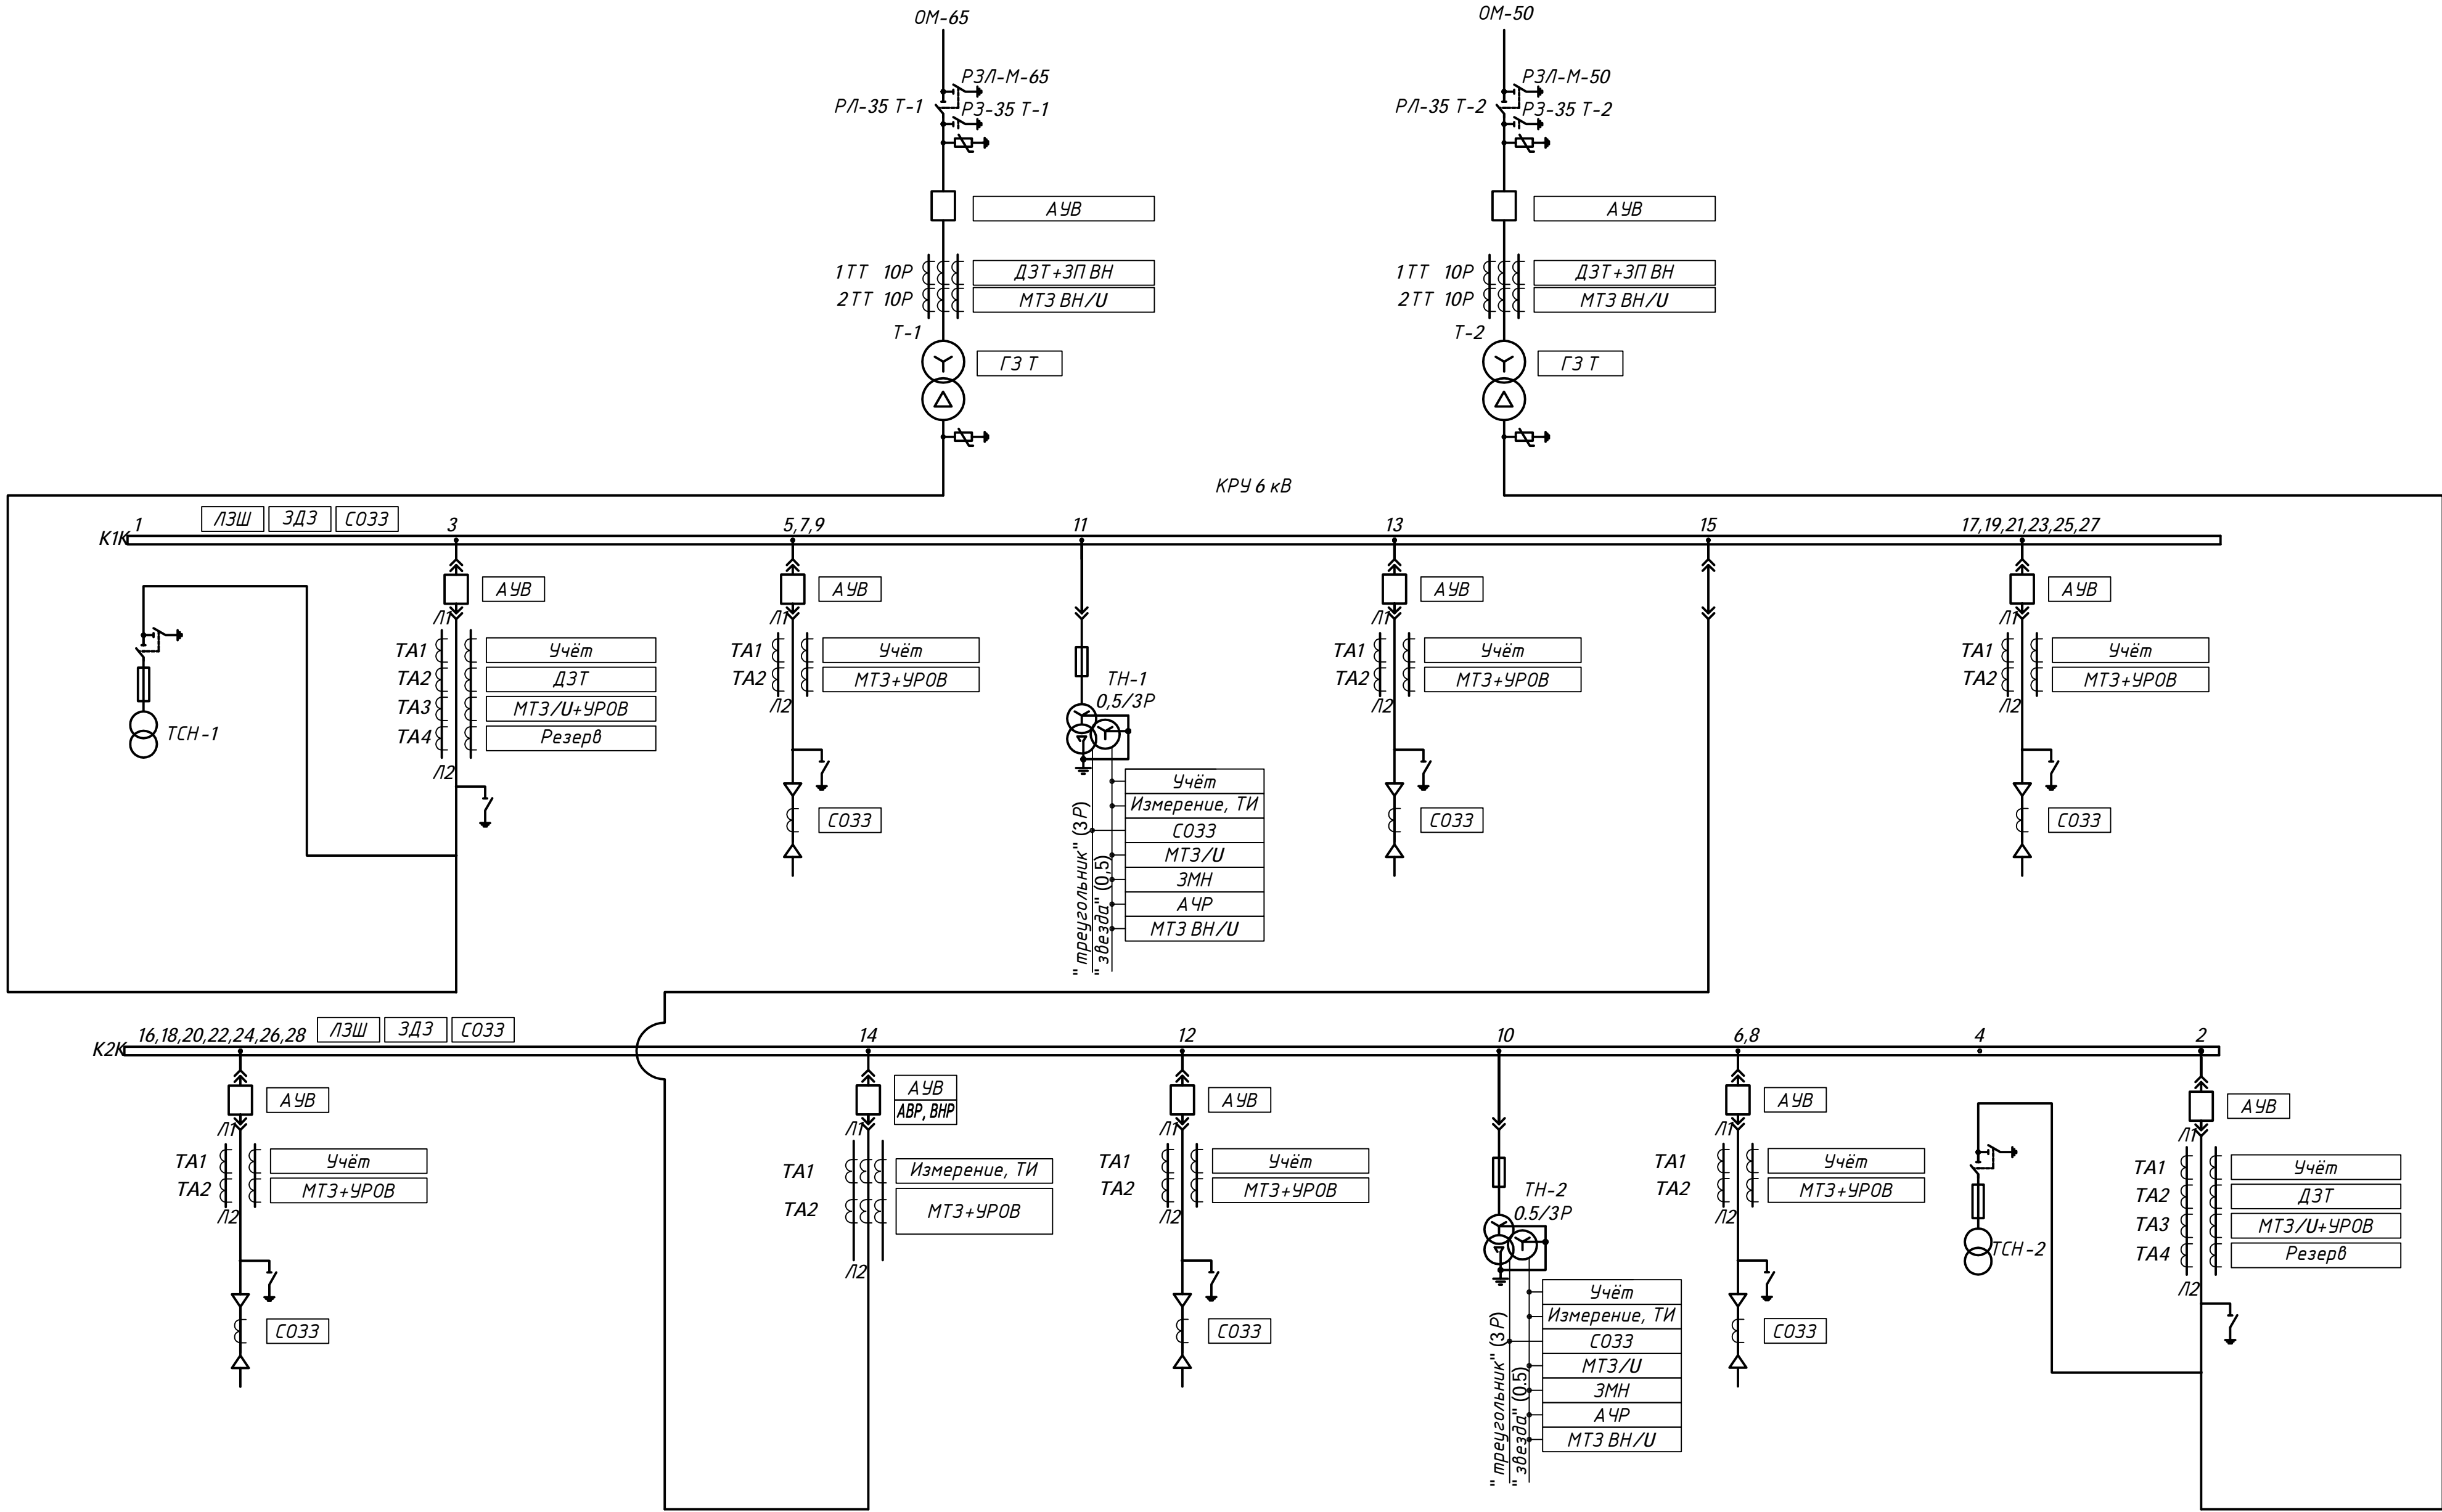 ОМ-65
ОМ-50
РЗЛ-М-65
РЛ-35 Т-1
РЗ-35 Т-1
РЗЛ-М-50
РЛ-35 Т-2
РЗ-35 Т-2
АУВ
АУВ
1ТТ 10Р
ДЗТ+ЗП ВН
2ТТ 10Р
МТЗ ВН/U
1ТТ 10Р
ДЗТ+ЗП ВН
2ТТ 10Р
МТЗ ВН/U
Т-1
ГЗ Т
Т-2
ГЗ Т
КРУ 6 кВ
К1К
1
ЛЗШ
ЗДЗ
СОЗЗ
3
5,7,9
11
13
15
17,19,21,23,25,27
ТСН-1
АУВ
Л1
ТА1
Учёт
ТА2
ДЗТ
ТА3
МТЗ/U+УРОВ
ТА4
Резерв
Л2
АУВ
Л1
ТА1
Учёт
ТА2
МТЗ+УРОВ
Л2
СОЗЗ
ТН-1
0,5/3Р
"треугольник" (3Р)
"звезда" (0,5)
Учёт
Измерение, ТИ
СОЗЗ
МТЗ/U
ЗМН
АЧР
МТЗ ВН/U
АУВ
Л1
ТА1
Учёт
ТА2
МТЗ+УРОВ
Л2
СОЗЗ
АУВ
Л1
ТА1
Учёт
ТА2
МТЗ+УРОВ
Л2
СОЗЗ
К2К
16,18,20,22,24,26,28
ЛЗШ
ЗДЗ
СОЗЗ
14
12
10
6,8
4
2
АУВ
Л1
ТА1
Учёт
ТА2
МТЗ+УРОВ
Л2
СОЗЗ
АУВ
АВР, ВНР
Л1
ТА1
Измерение, ТИ
ТА2
МТЗ+УРОВ
Л2
АУВ
Л1
ТА1
Учёт
ТА2
МТЗ+УРОВ
Л2
СОЗЗ
ТН-2
0.5/3Р
"треугольник" (3Р)
"звезда" (0.5)
Учёт
Измерение, ТИ
СОЗЗ
МТЗ/U
ЗМН
АЧР
МТЗ ВН/U
АУВ
Л1
ТА1
Учёт
ТА2
МТЗ+УРОВ
Л2
СОЗЗ
ТСН-2
АУВ
Л1
ТА1
Учёт
ТА2
ДЗТ
ТА3
МТЗ/U+УРОВ
ТА4
Резерв
Л2